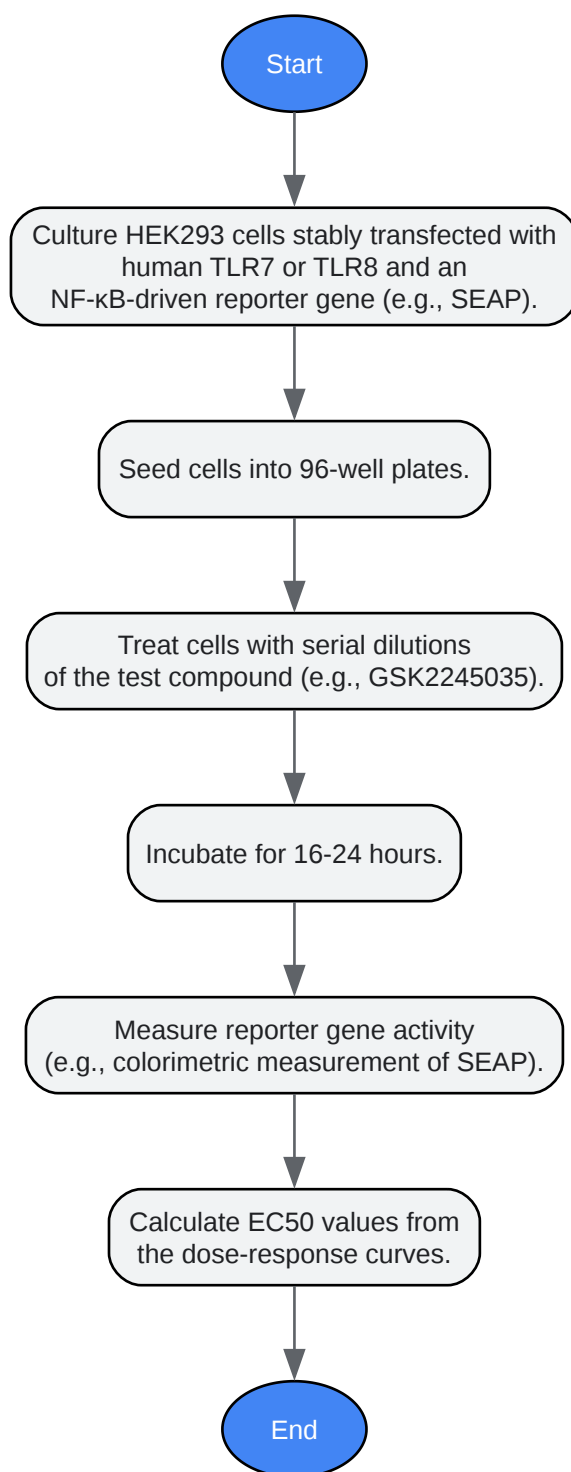 Start
Culture HEK293 cells stably transfected with
human TLR7 or TLR8 and an
NF-κB-driven reporter gene (e.g., SEAP).
Seed cells into 96-well plates.
Treat cells with serial dilutions
of the test compound (e.g., GSK2245035).
Incubate for 16-24 hours.
Measure reporter gene activity
(e.g., colorimetric measurement of SEAP).
Calculate EC50 values from
the dose-response curves.
End